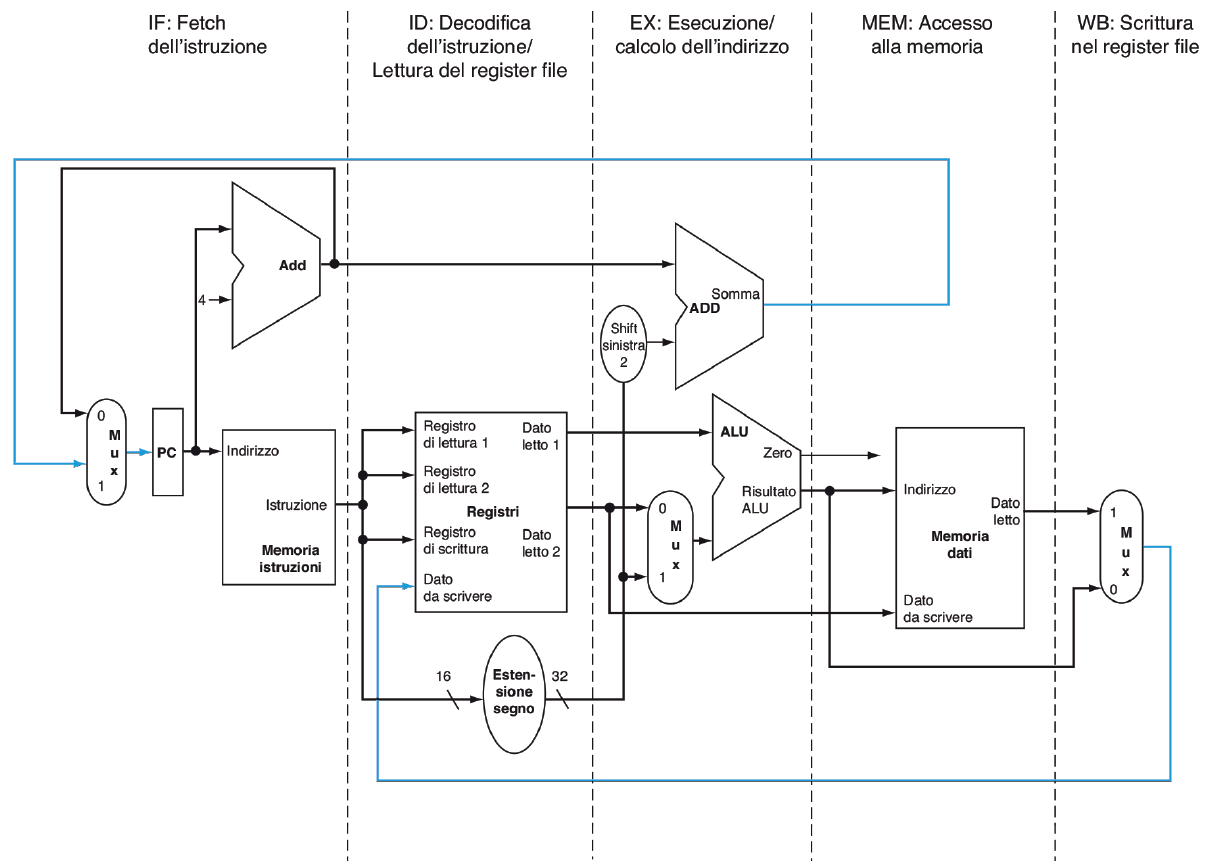 IF: Fetch
dell'istruzione
ID: Decodifica
dell'istruzione/
Lettura del register file
EX: Esecuzione/
calcolo dell'indirizzo
MEM: Accesso
alla memoria
WB: Scrittura
nel register file
Add
4
ADD
Somma
Shift
sinistra
2
0
M
u
x
1
PC
Indirizzo
Istruzione
Memoria
istruzioni
Registro
di lettura 1
Registro
di lettura 2
Registri
Registro
di scrittura
Dato
da scrivere
Dato
letto 1
Dato
letto 2
16
Esten-
sione
segno
32
0
M
u
x
1
ALU
Zero
Risultato
ALU
Indirizzo
Dato
letto
Memoria
dati
Dato
da scrivere
1
M
u
x
0